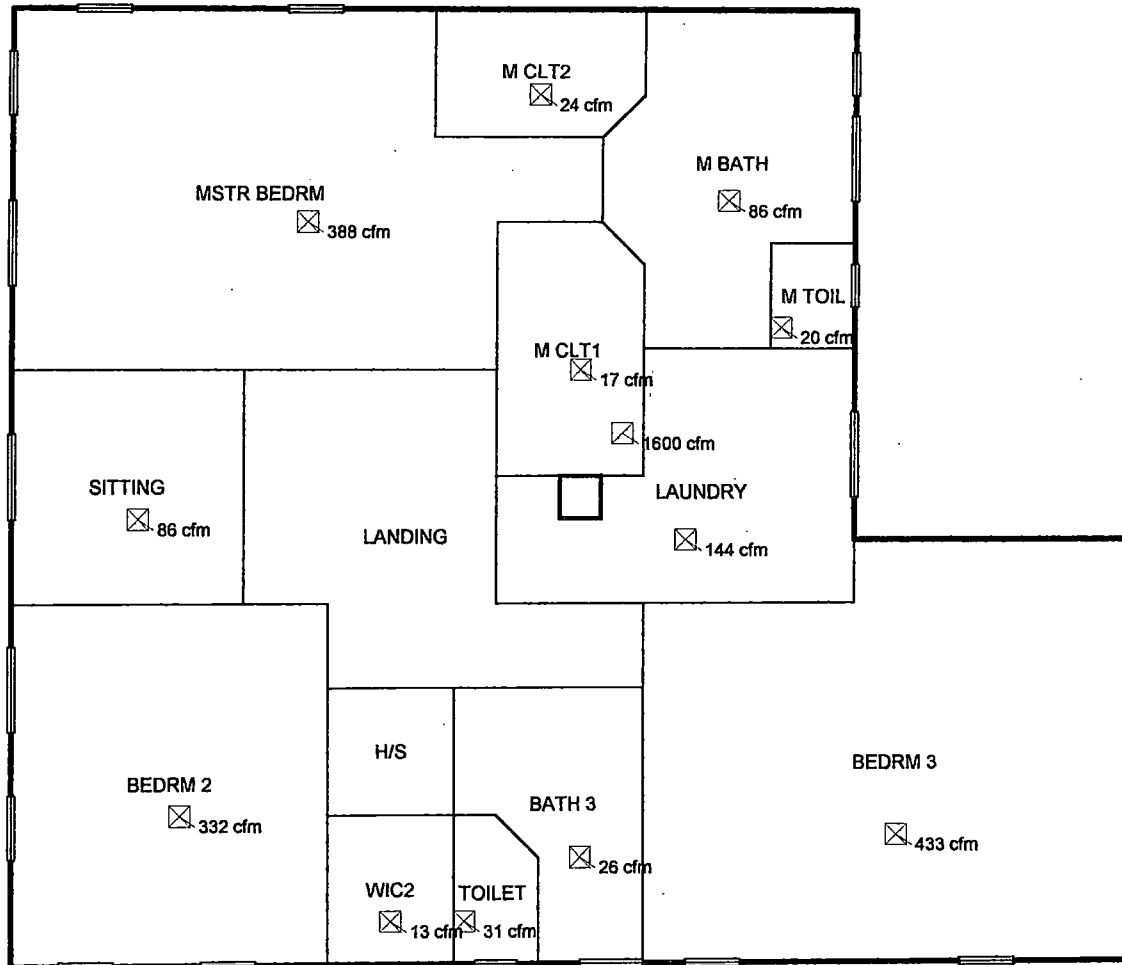 M CLT2
24 cfm
M BATH
86 cfm
MSTR BEDRM
388 cfm
M TOIL
20 cfm
M CLT1
17 cfm
1600 cfm
SITTING
86 cfm
LANDING
LAUNDRY
144 cfm
H/S
BEDRM 2
332 cfm
BATH 3
26 cfm
BEDRM 3
433 cfm
WIC2
13 cfm
TOILET
31 cfm